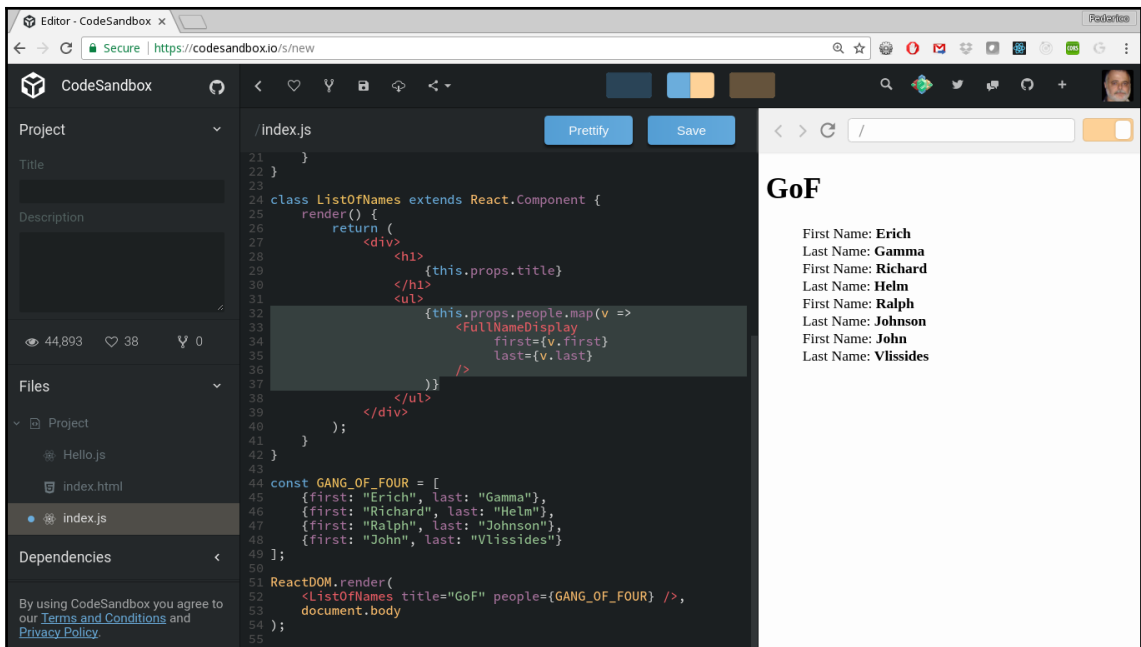 Editor - CodeSandbox
Federico
Secure | https://codesandbox.io/s/new
CORS
CodeSandbox
Project
Title
Description
44,893 38 0
Files
Project
Hello.js
index.html
index.js
Dependencies
By using CodeSandbox you agree to
our Terms and Conditions and
Privacy Policy.
/index.js
Prettify
Save
21     }
22 }
23
24 class ListOfNames extends React.Component {
25     render() {
26         return (
27             <div>
28                 <h1>
29                     {this.props.title}
30                 </h1>
31                 <ul>
32                     {this.props.people.map(v =>
33                         <FullNameDisplay
34                              first={v.first}
35                              last={v.last}
36                         />
37                     )}
38                 </ul>
39             </div>
40         );
41     }
42 }
43
44 const GANG_OF_FOUR = [
45     {first: "Erich", last: "Gamma"},
46     {first: "Richard", last: "Helm"},
47     {first: "Ralph", last: "Johnson"},
48     {first: "John", last: "Vlissides"}
49 ];
50
51 ReactDOM.render(
52     <ListOfNames title="GoF" people={GANG_OF_FOUR} />,
53     document.body
54 );
55
/
GoF
First Name: Erich
Last Name: Gamma
First Name: Richard
Last Name: Helm
First Name: Ralph
Last Name: Johnson
First Name: John
Last Name: Vlissides